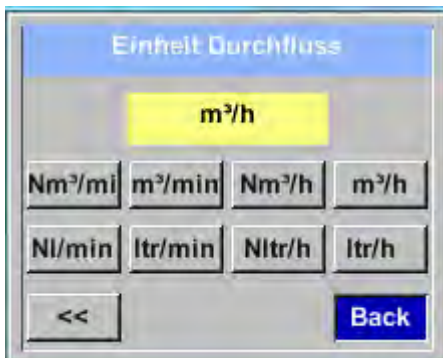 Einheit Durchfluss
m³/h
Nm³/mi m³/min Nm³/h m³/h
Nl/min ltr/min Nltr/h ltr/h
<< Back